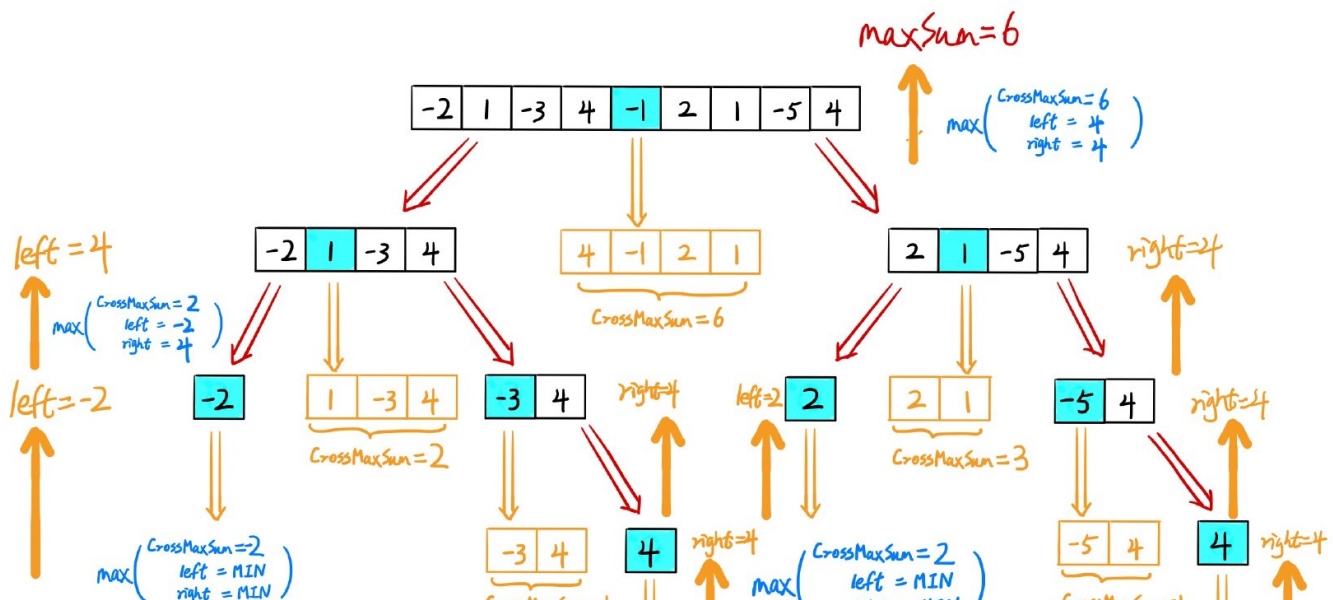 maxSum=6
-2 1 -3 4 -1 2 1 -5 4
max( CrossMaxSum=6
left = 4
right = 4 )
-2 1 -3 4
4 -1 2 1
CrossMaxSum=6
2 1 -5 4
right=4
left=4
max( CrossMaxSum=2
left = -2
right = 4 )
left=-2
-2
1 -3 4
CrossMaxSum=2
-3 4
right=4
left=2
2
2 1
CrossMaxSum=3
-5 4
right=4
max( CrossMaxSum=-2
left = MIN
right = MIN )
-3 4
4
right=4
max( CrossMaxSum=2
left = MIN
-5 4
4
right=4